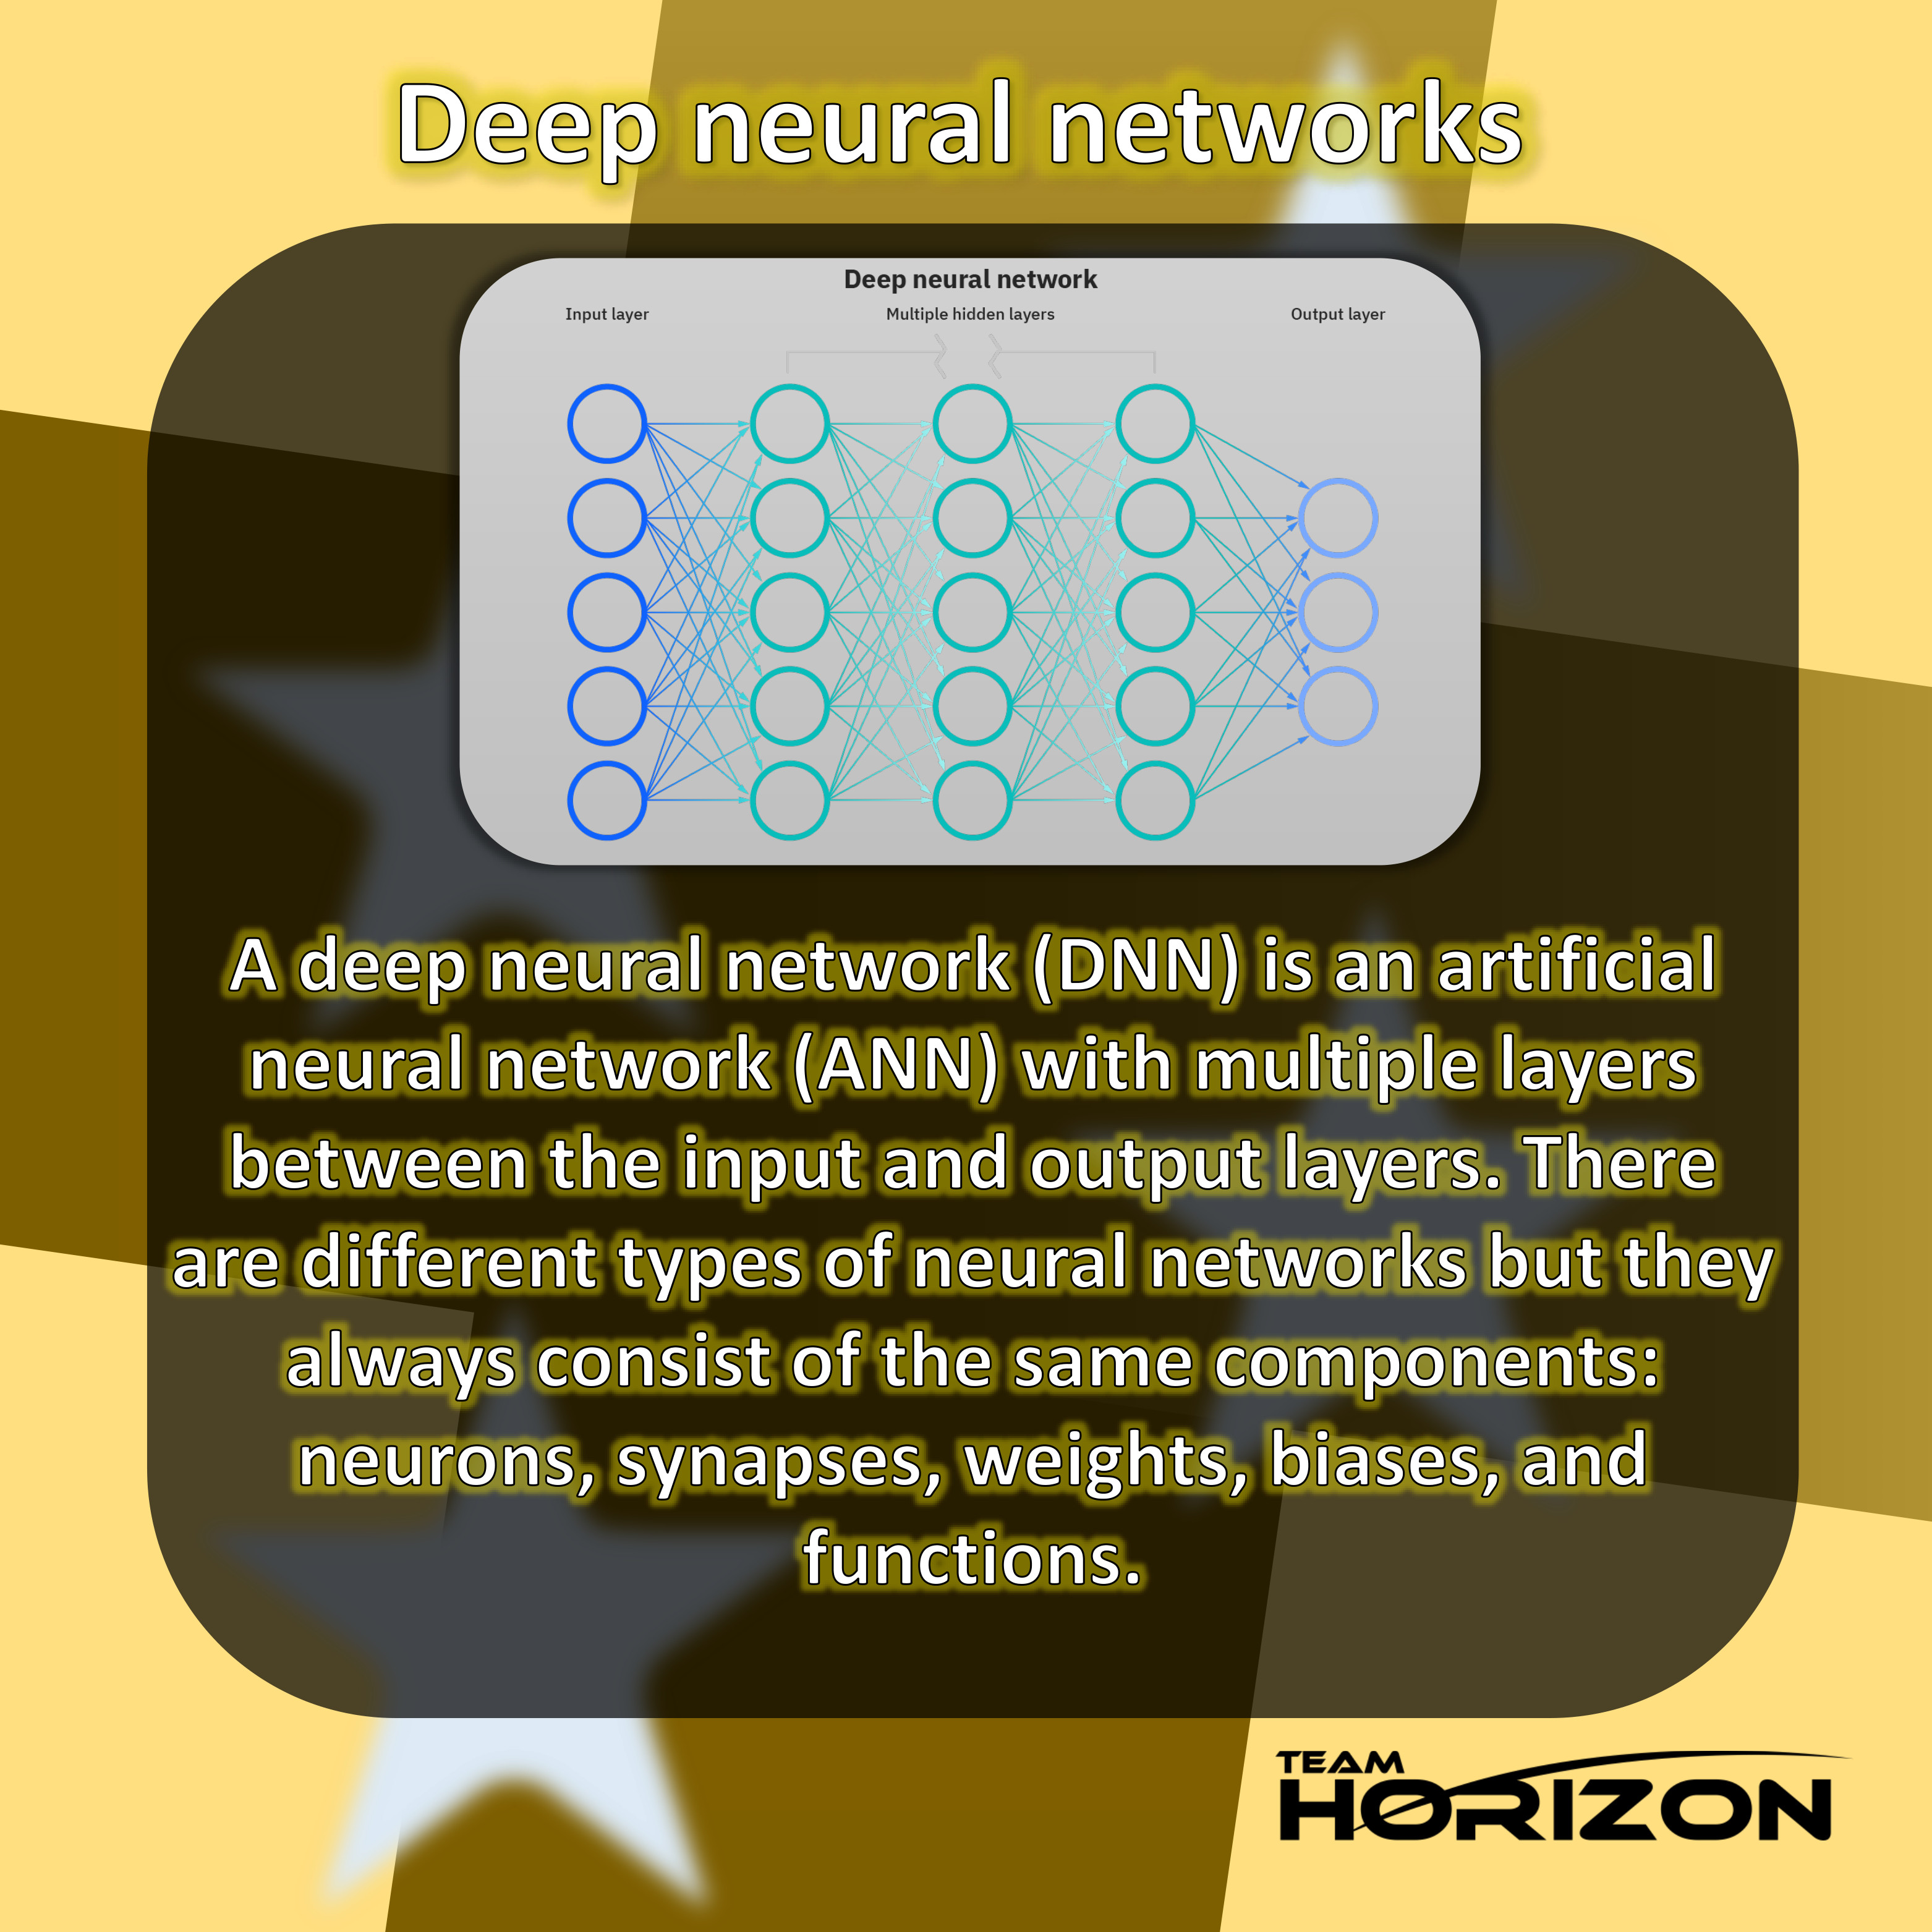 Deep neural networks
Deep neural network
Input layer
Multiple hidden layers
Output layer
A deep neural network (DNN) is an artificial
neural network (ANN) with multiple layers
between the input and output layers. There
are different types of neural networks but they
always consist of the same components:
neurons, synapses, weights, biases, and
functions.
TEAM
HORIZON